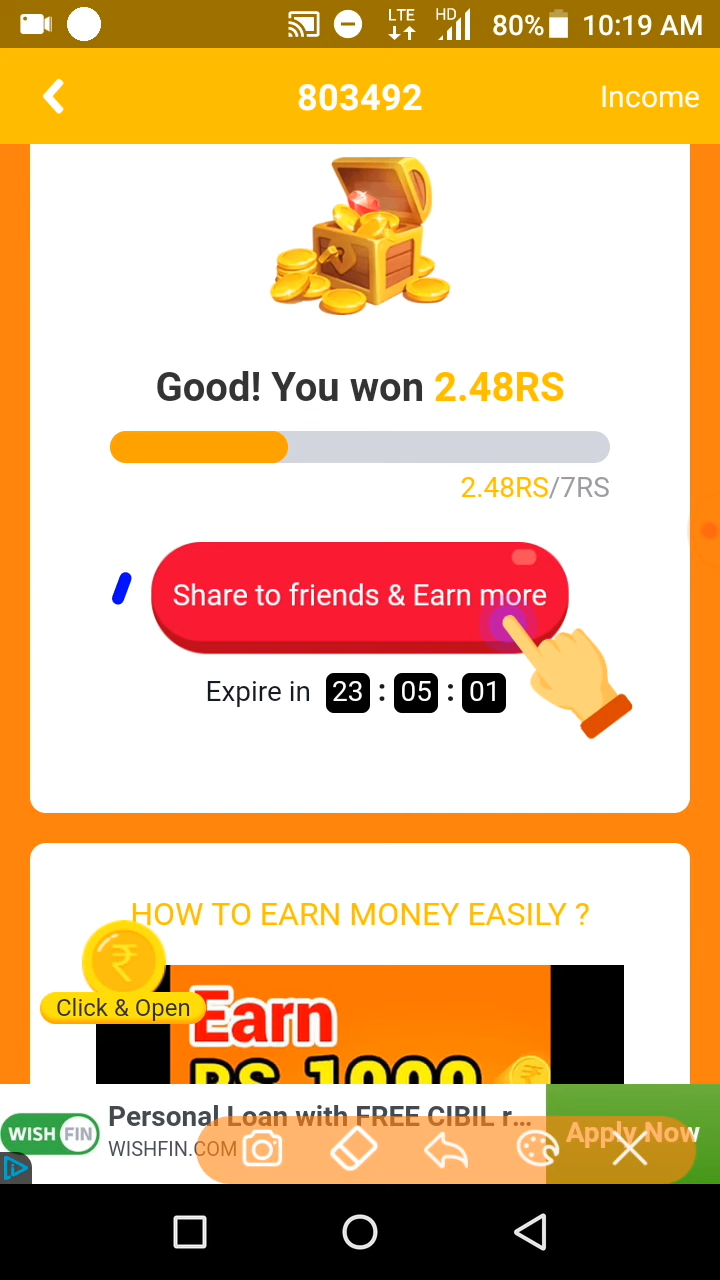 LTE HD 80% 10:19 AM
803492 Income
Good! You won 2.48RS
2.48RS/7RS
Share to friends & Earn more
Expire in 23 : 05 : 01
HOW TO EARN MONEY EASILY ?
₹
Click & Open
Earn
RS 1000
WISH FIN
Personal Loan with FREE CIBIL r...
WISHFIN.COM
Apply Now